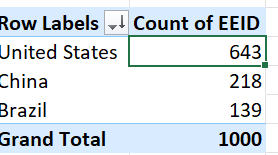 Row Labels Count of EEID
United States 643
China 218
Brazil 139
Grand Total 1000